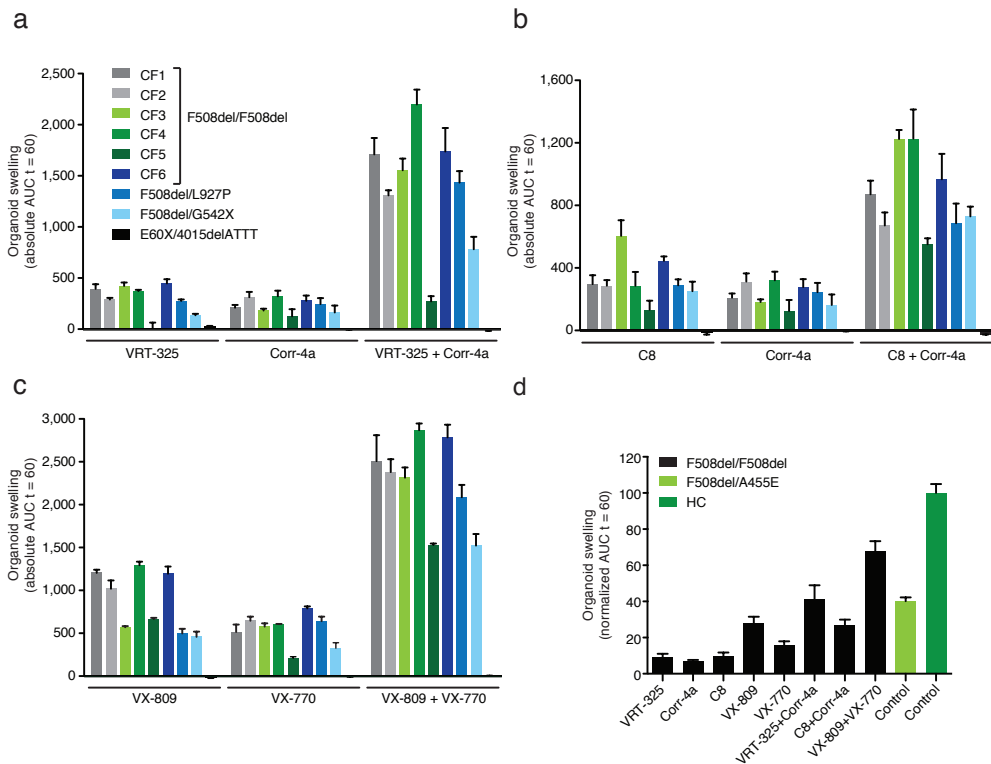 a
2,500
2,000
1,500
1,000
500
0
Organoid swelling
(absolute AUC t = 60)
CF1
CF2
CF3
CF4
CF5
CF6
F508del/F508del
F508del/L927P
F508del/G542X
E60X/4015delATTT
VRT-325
Corr-4a
VRT-325 + Corr-4a
b
1,600
1,200
800
400
0
Organoid swelling
(absolute AUC t = 60)
C8
Corr-4a
C8 + Corr-4a
c
3,000
2,500
2,000
1,500
1,000
500
0
Organoid swelling
(absolute AUC t = 60)
VX-809
VX-770
VX-809 + VX-770
d
120
100
80
60
40
20
0
Organoid swelling
(normalized AUC t = 60)
F508del/F508del
F508del/A455E
HC
VRT-325
Corr-4a
C8
VX-809
VX-770
VRT-325+Corr-4a
C8+Corr-4a
VX-809+VX-770
Control
Control